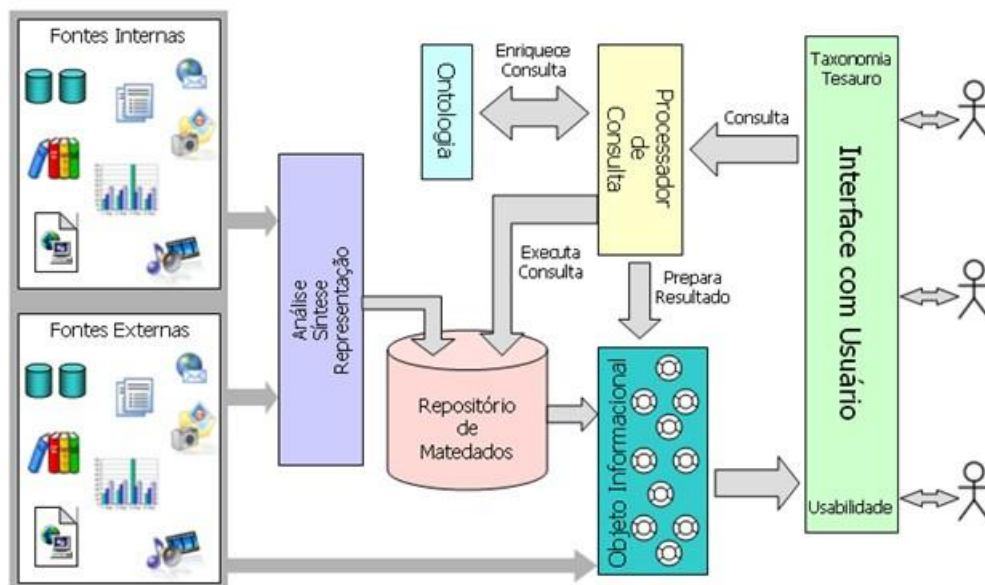 Fontes Internas
Fontes Externas
Análise
Síntese
Representação
Ontologia
Enriquece
Consulta
Processador
de
Consulta
Consulta
Executa
Consulta
Prepara
Resultado
Repositório
de
Matedados
Objeto Informacional
Taxonomia
Tesauro
Interface com Usuário
Usabilidade